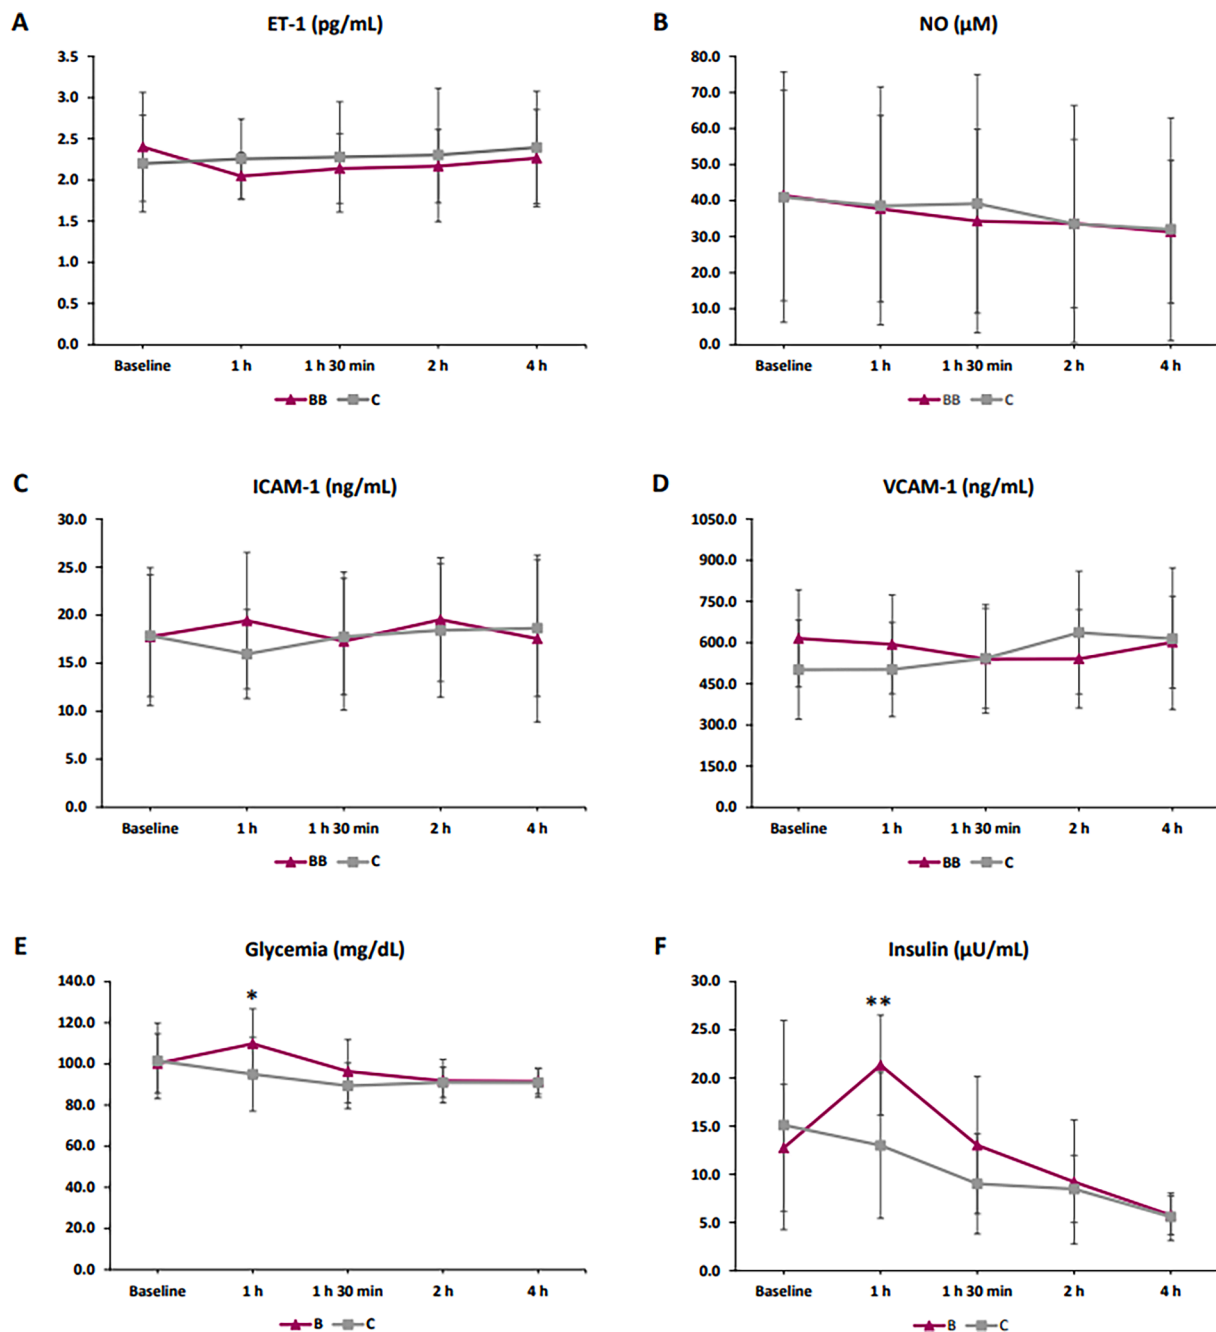 A
ET-1 (pg/mL)
3.5
3.0
2.5
2.0
1.5
1.0
0.5
0.0
Baseline 1 h 1 h 30 min 2 h 4 h
BB C
B
NO (µM)
80.0
70.0
60.0
50.0
40.0
30.0
20.0
10.0
0.0
Baseline 1 h 1 h 30 min 2 h 4 h
BB C
C
ICAM-1 (ng/mL)
30.0
25.0
20.0
15.0
10.0
5.0
0.0
Baseline 1 h 1 h 30 min 2 h 4 h
BB C
D
VCAM-1 (ng/mL)
1050.0
900.0
750.0
600.0
450.0
300.0
150.0
0.0
Baseline 1 h 1 h 30 min 2 h 4 h
BB C
E
Glycemia (mg/dL)
140.0
120.0
100.0
80.0
60.0
40.0
20.0
0.0
*
Baseline 1 h 1 h 30 min 2 h 4 h
B C
F
Insulin (µU/mL)
30.0
25.0
20.0
15.0
10.0
5.0
0.0
**
Baseline 1 h 1 h 30 min 2 h 4 h
B C